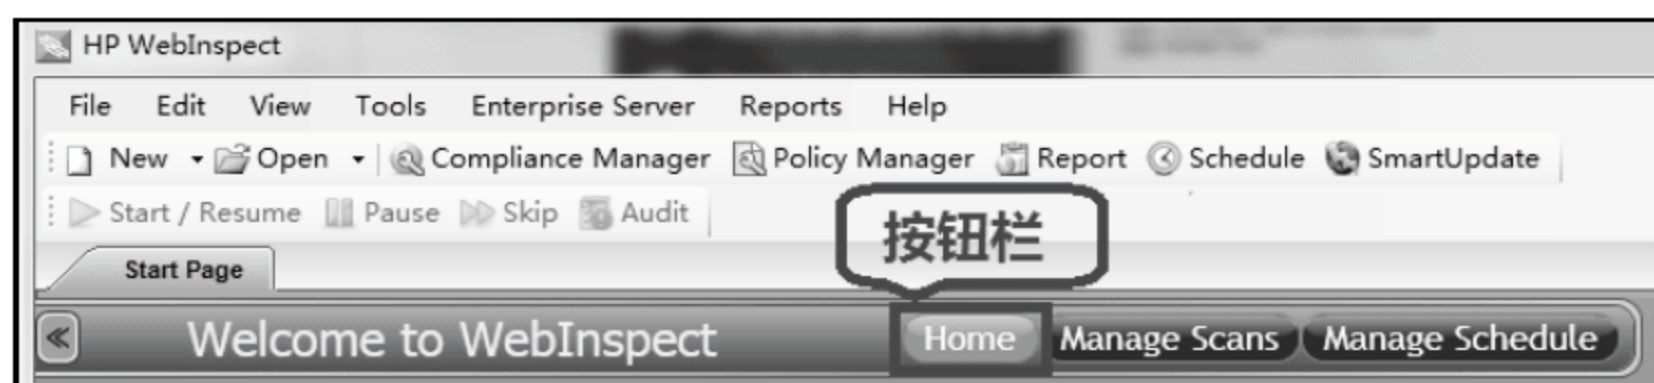 HP WebInspect
File Edit View Tools Enterprise Server Reports Help
New Open Compliance Manager Policy Manager Report Schedule SmartUpdate
Start / Resume Pause Skip Audit
按钮栏
Start Page
Welcome to WebInspect Home Manage Scans Manage Schedule